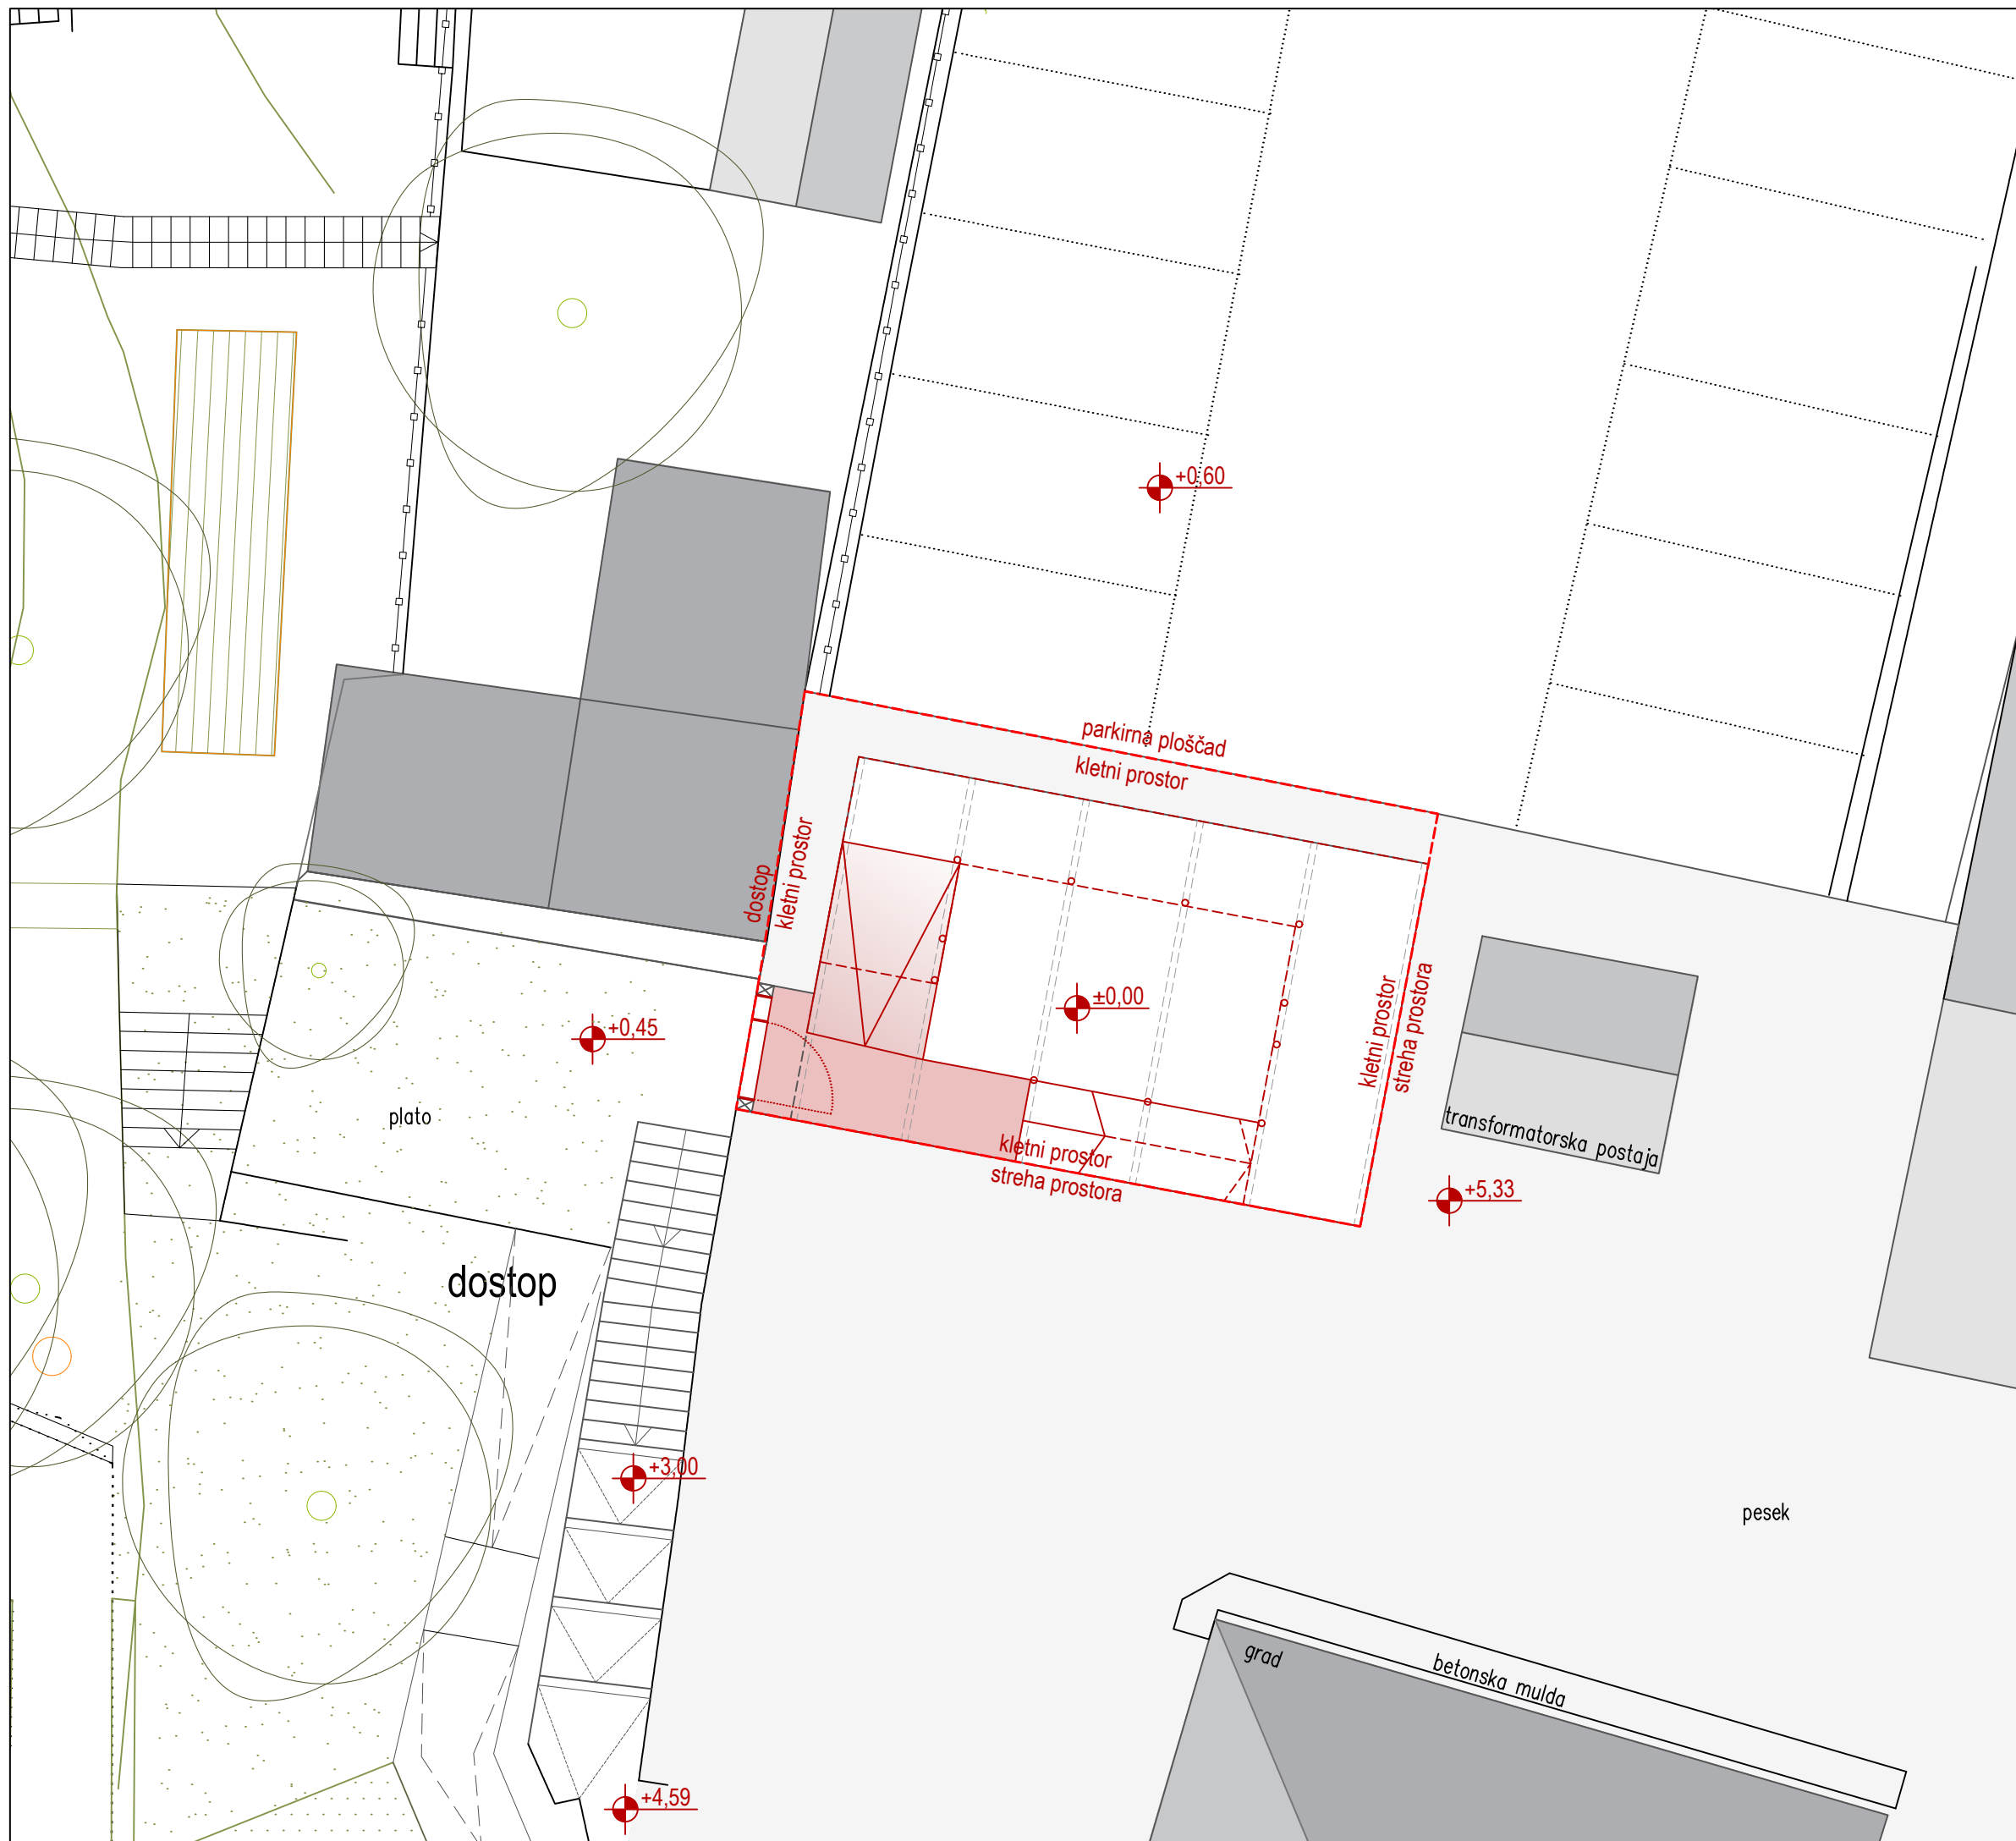 +0,60
parkirna ploščad
kletni prostor
dostop
kletni prostor
±0,00
+0,45
plato
kletni prostor
streha prostora
transformatorska postaja
kletni prostor
streha prostora
+5,33
dostop
+3,00
pesek
grad
betonska mulda
+4,59